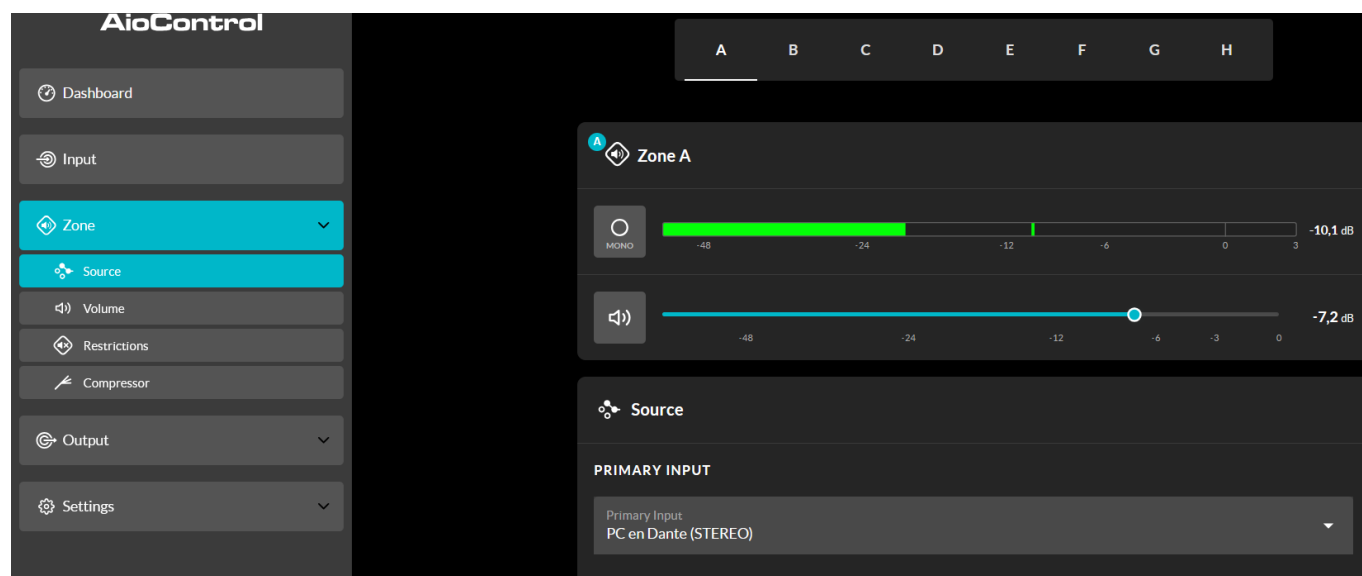 AioControl
Dashboard
Input
Zone
Source
Volume
Restrictions
Compressor
Output
Settings
A B C D E F G H
A Zone A
MONO
-48 -24 -12 -6 0 3
-10,1 dB
-48 -24 -12 -6 -3 0
-7,2 dB
Source
PRIMARY INPUT
Primary Input
PC en Dante (STEREO)